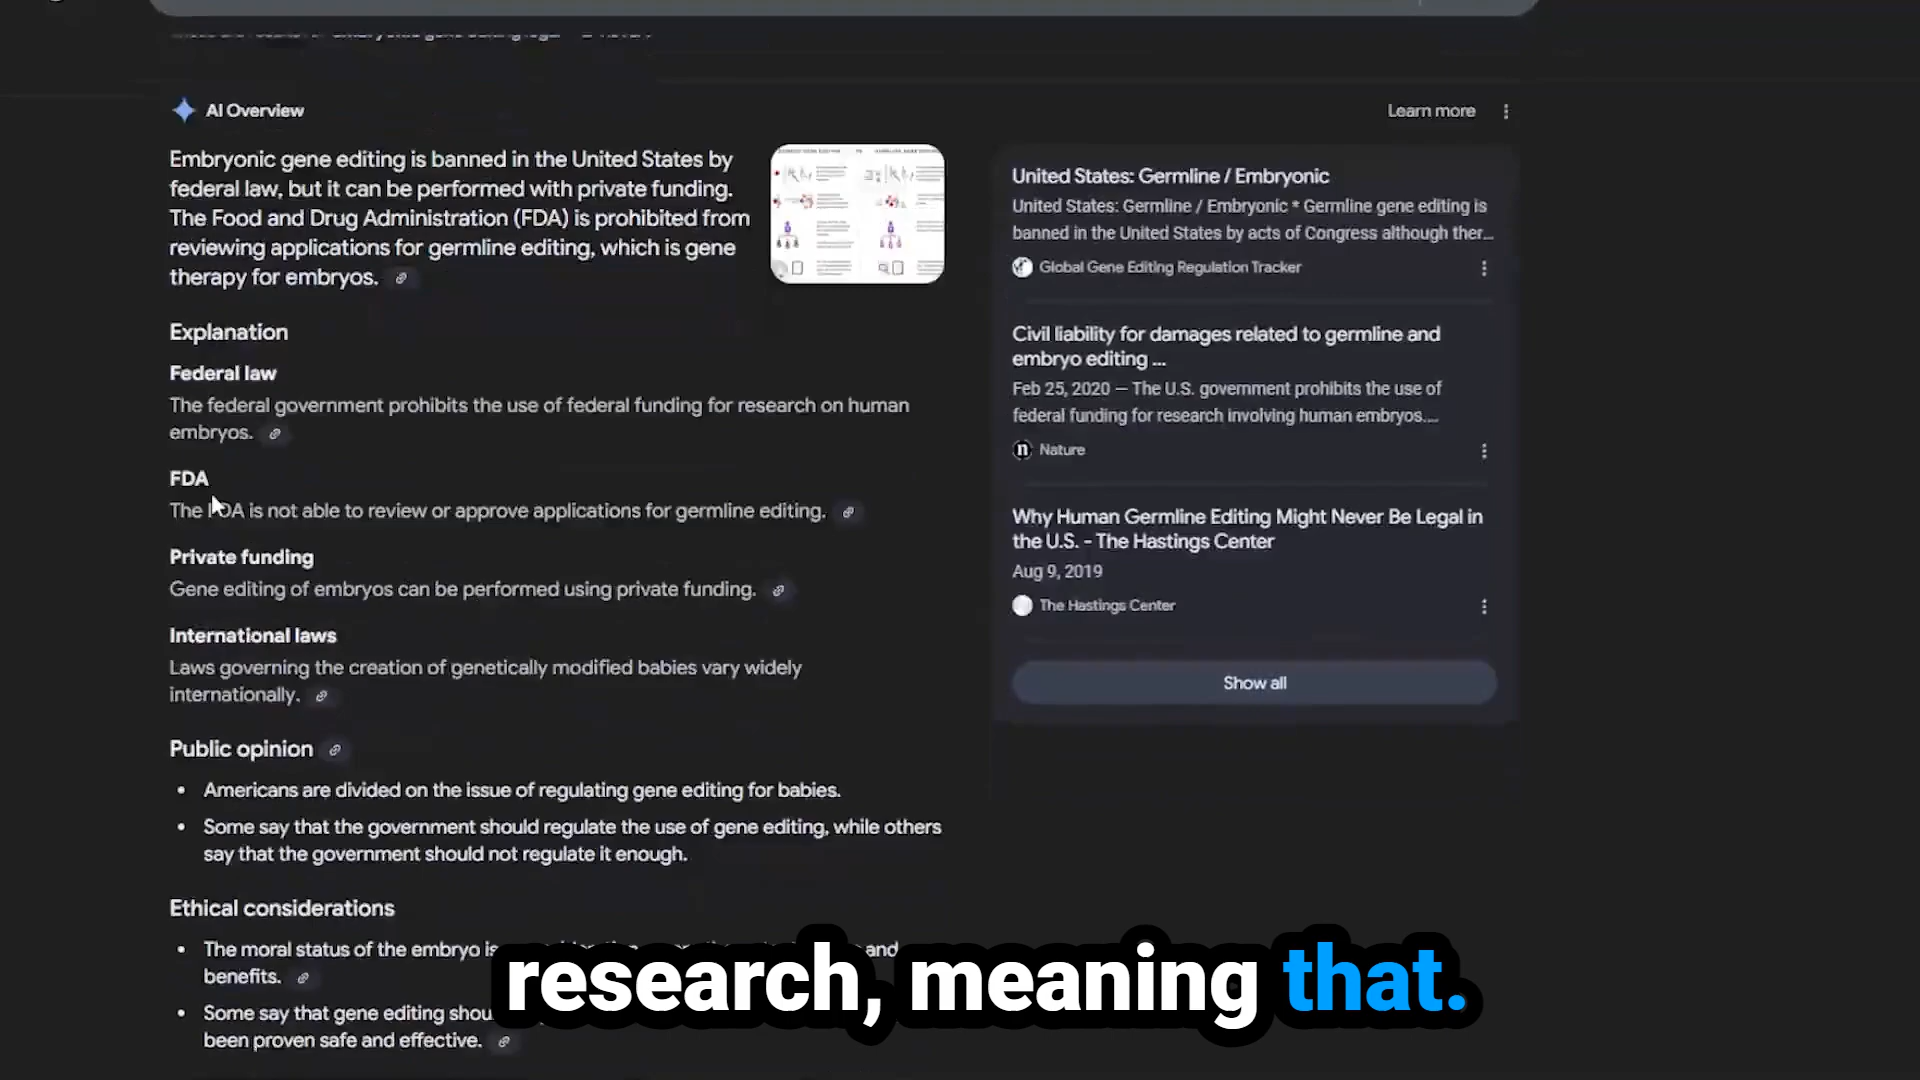 AI Overview
Learn more
Embryonic gene editing is banned in the United States by
federal law, but it can be performed with private funding.
The Food and Drug Administration (FDA) is prohibited from
reviewing applications for germline editing, which is gene
therapy for embryos.
Explanation
Federal law
The federal government prohibits the use of federal funding for research on human
embryos.
FDA
The FDA is not able to review or approve applications for germline editing.
Private funding
Gene editing of embryos can be performed using private funding.
International laws
Laws governing the creation of genetically modified babies vary widely
internationally.
Public opinion
• Americans are divided on the issue of regulating gene editing for babies.
• Some say that the government should regulate the use of gene editing, while others
say that the government should not regulate it enough.
Ethical considerations
• The moral status of the embryo is and
benefits.
• Some say that gene editing shou
been proven safe and effective.
United States: Germline / Embryonic
United States: Germline / Embryonic * Germline gene editing is
banned in the United States by acts of Congress although ther...
Global Gene Editing Regulation Tracker
Civil liability for damages related to germline and
embryo editing ...
Feb 25, 2020 — The U.S. government prohibits the use of
federal funding for research involving human embryos....
n Nature
Why Human Germline Editing Might Never Be Legal in
the U.S. - The Hastings Center
Aug 9, 2019
The Hastings Center
Show all
research, meaning that.